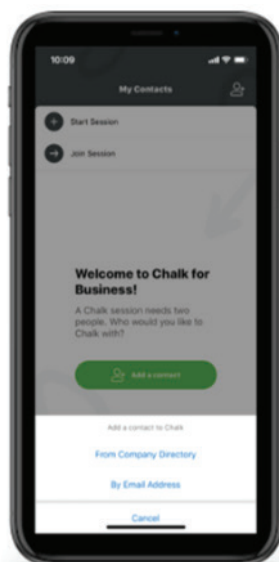 10:09
My Contacts
Start Session
Join Session
Welcome to Chalk for
Business!
A Chalk session needs two
people. Who would you like to
Chalk with?
Add a contact
Add a contact to Chalk
From Company Directory
By Email Address
Cancel